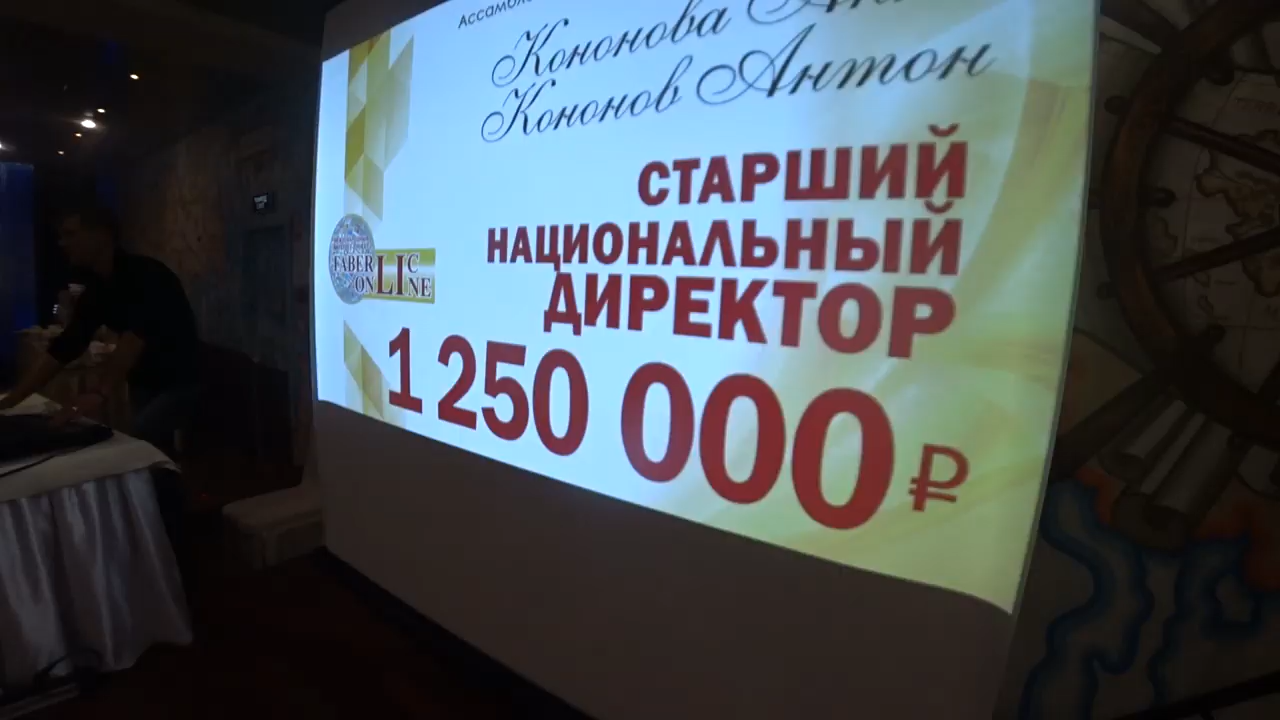 Кононова
Кононов Антон
СТАРШИЙ
НАЦИОНАЛЬНЫЙ
ДИРЕКТОР
FABERLIC
ONLINE
1 250 000 ₽